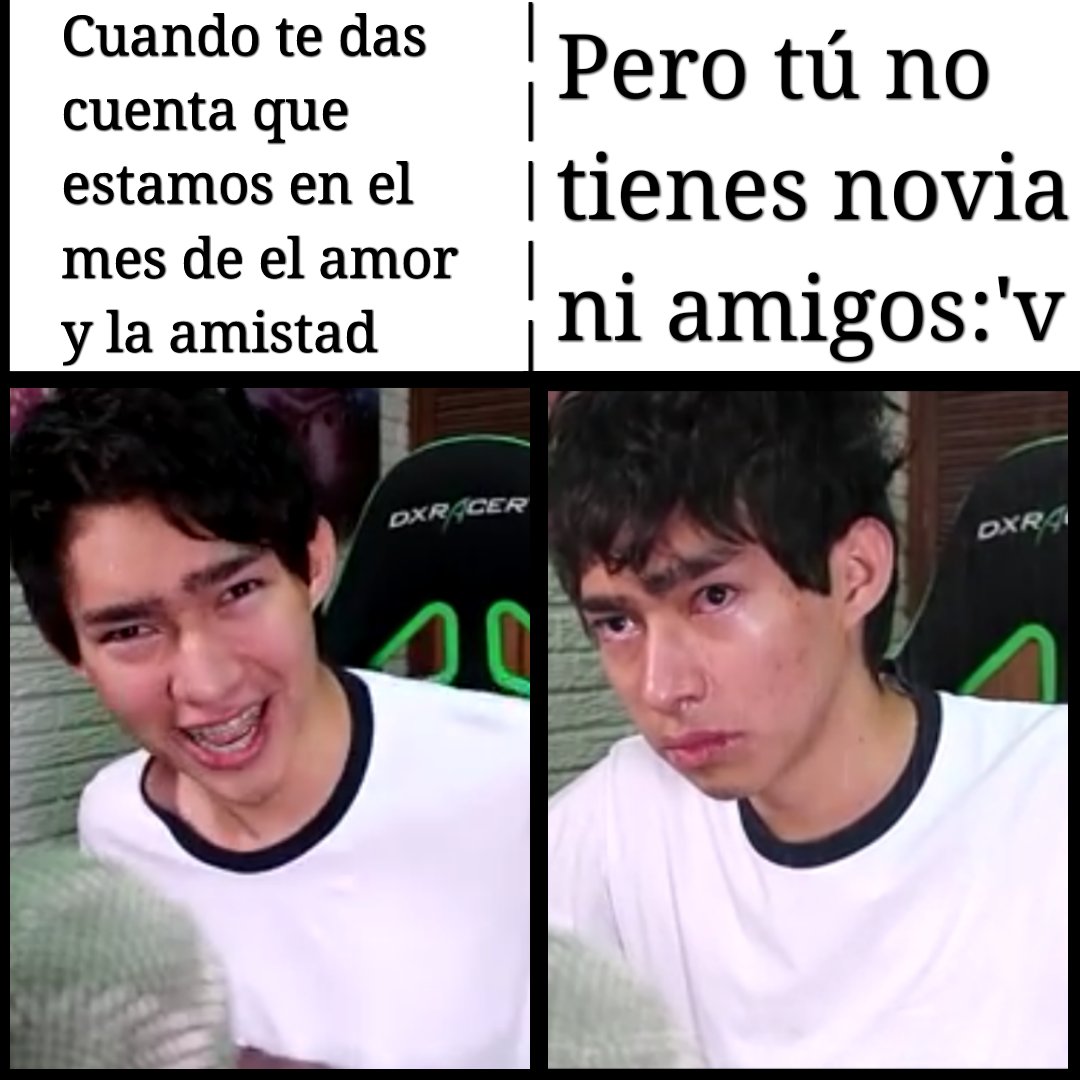 Cuando te das
cuenta que
estamos en el
mes de el amor
y la amistad
Pero tú no
tienes novia
ni amigos:'v
DXRACER
DXRA